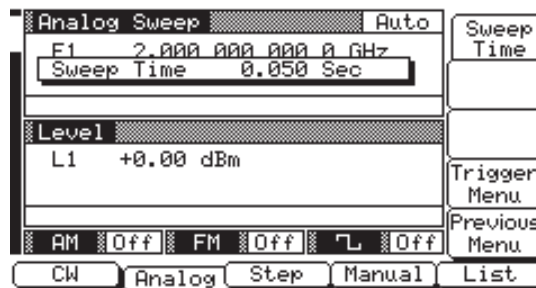 Analog Sweep Auto
F1 2.000 000 000 0 GHz
Sweep Time 0.050 Sec
Level
L1 +0.00 dBm
AM Off FM Off Off
CW Analog Step Manual List
Sweep
Time
Trigger
Menu
Previous
Menu